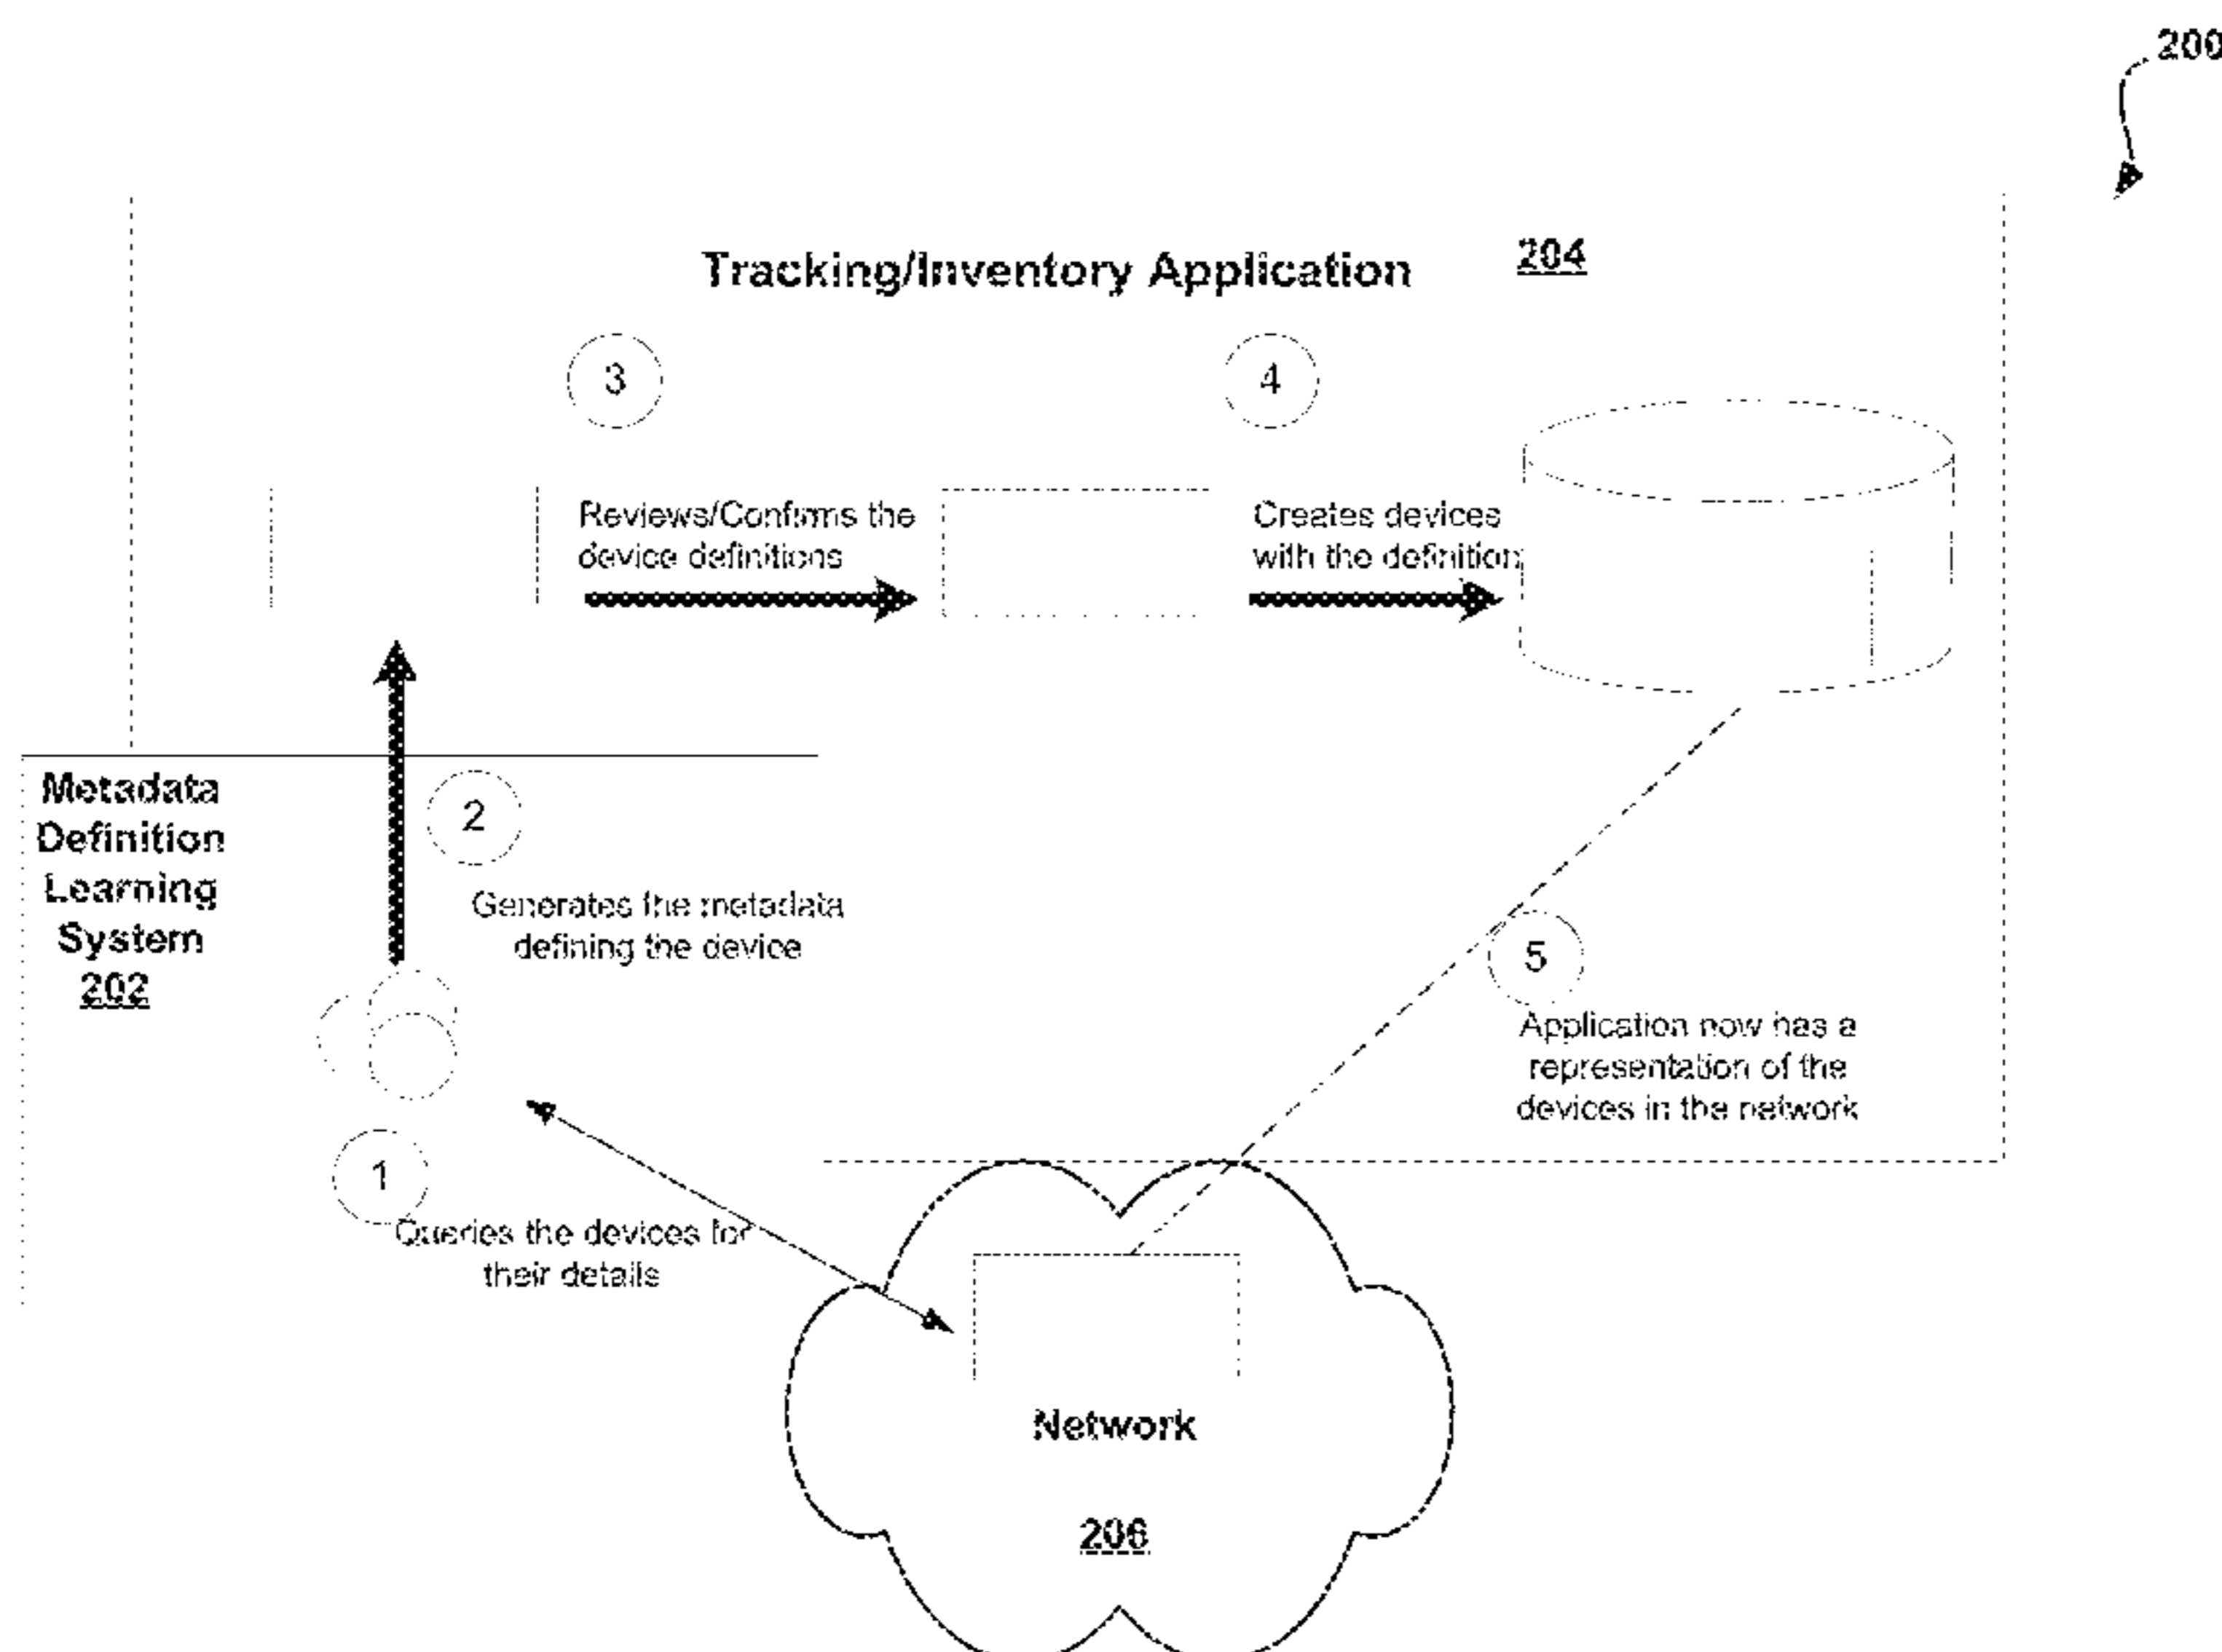 200
Tracking/Inventory Application
204
3
4
Reviews/Confirms the
device definitions
Creates devices
with the definition
Metadata
Definition
Learning
System
202
2
Generates the metadata
defining the device
5
Application now has a
representation of the
devices in the network
1
Queries the devices for
their details
Network
206